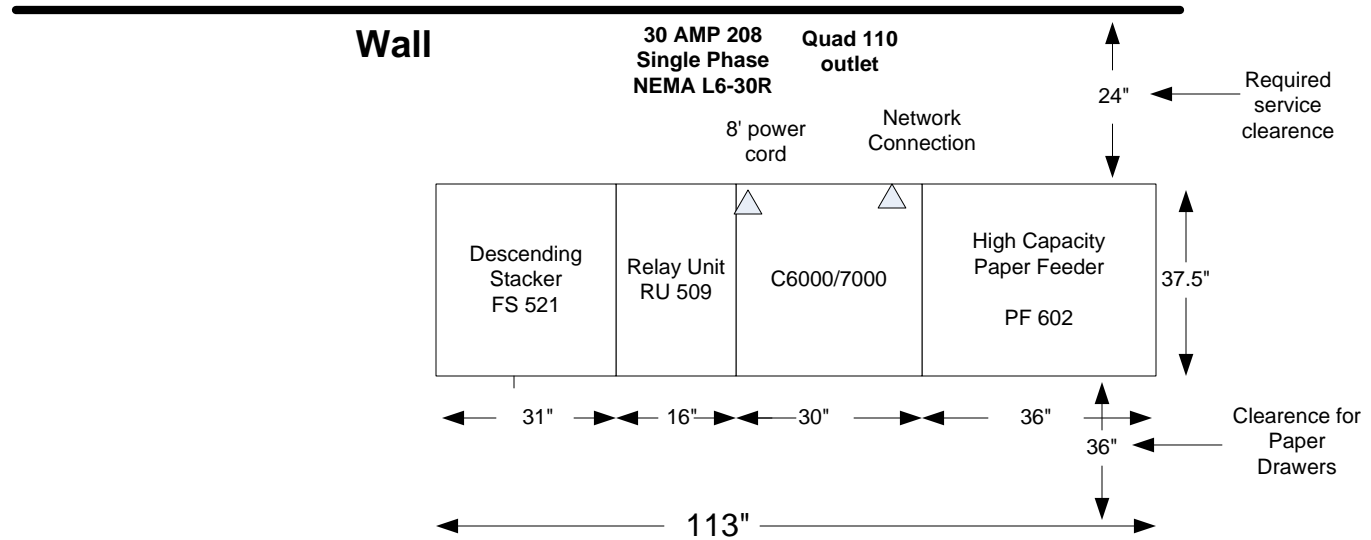 Wall
30 AMP 208
Single Phase
NEMA L6-30R
Quad 110
outlet
24"
Required
service
clearence
8' power
cord
Network
Connection
Descending
Stacker
FS 521
Relay Unit
RU 509
C6000/7000
High Capacity
Paper Feeder
PF 602
37.5"
31"
16"
30"
36"
36"
Clearence for
Paper
Drawers
113"